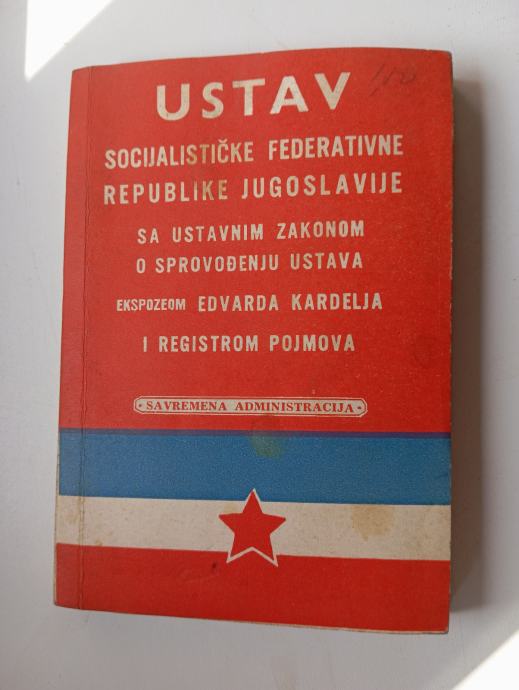 USTAV
SOCIJALISTIČKE FEDERATIVNE
REPUBLIKE JUGOSLAVIJE
SA USTAVNIM ZAKONOM
O SPROVOĐENJU USTAVA
EKSPOZEOM EDVARDA KARDELJA
I REGISTROM POJMOVA
· SAVREMENA ADMINISTRACIJA ·